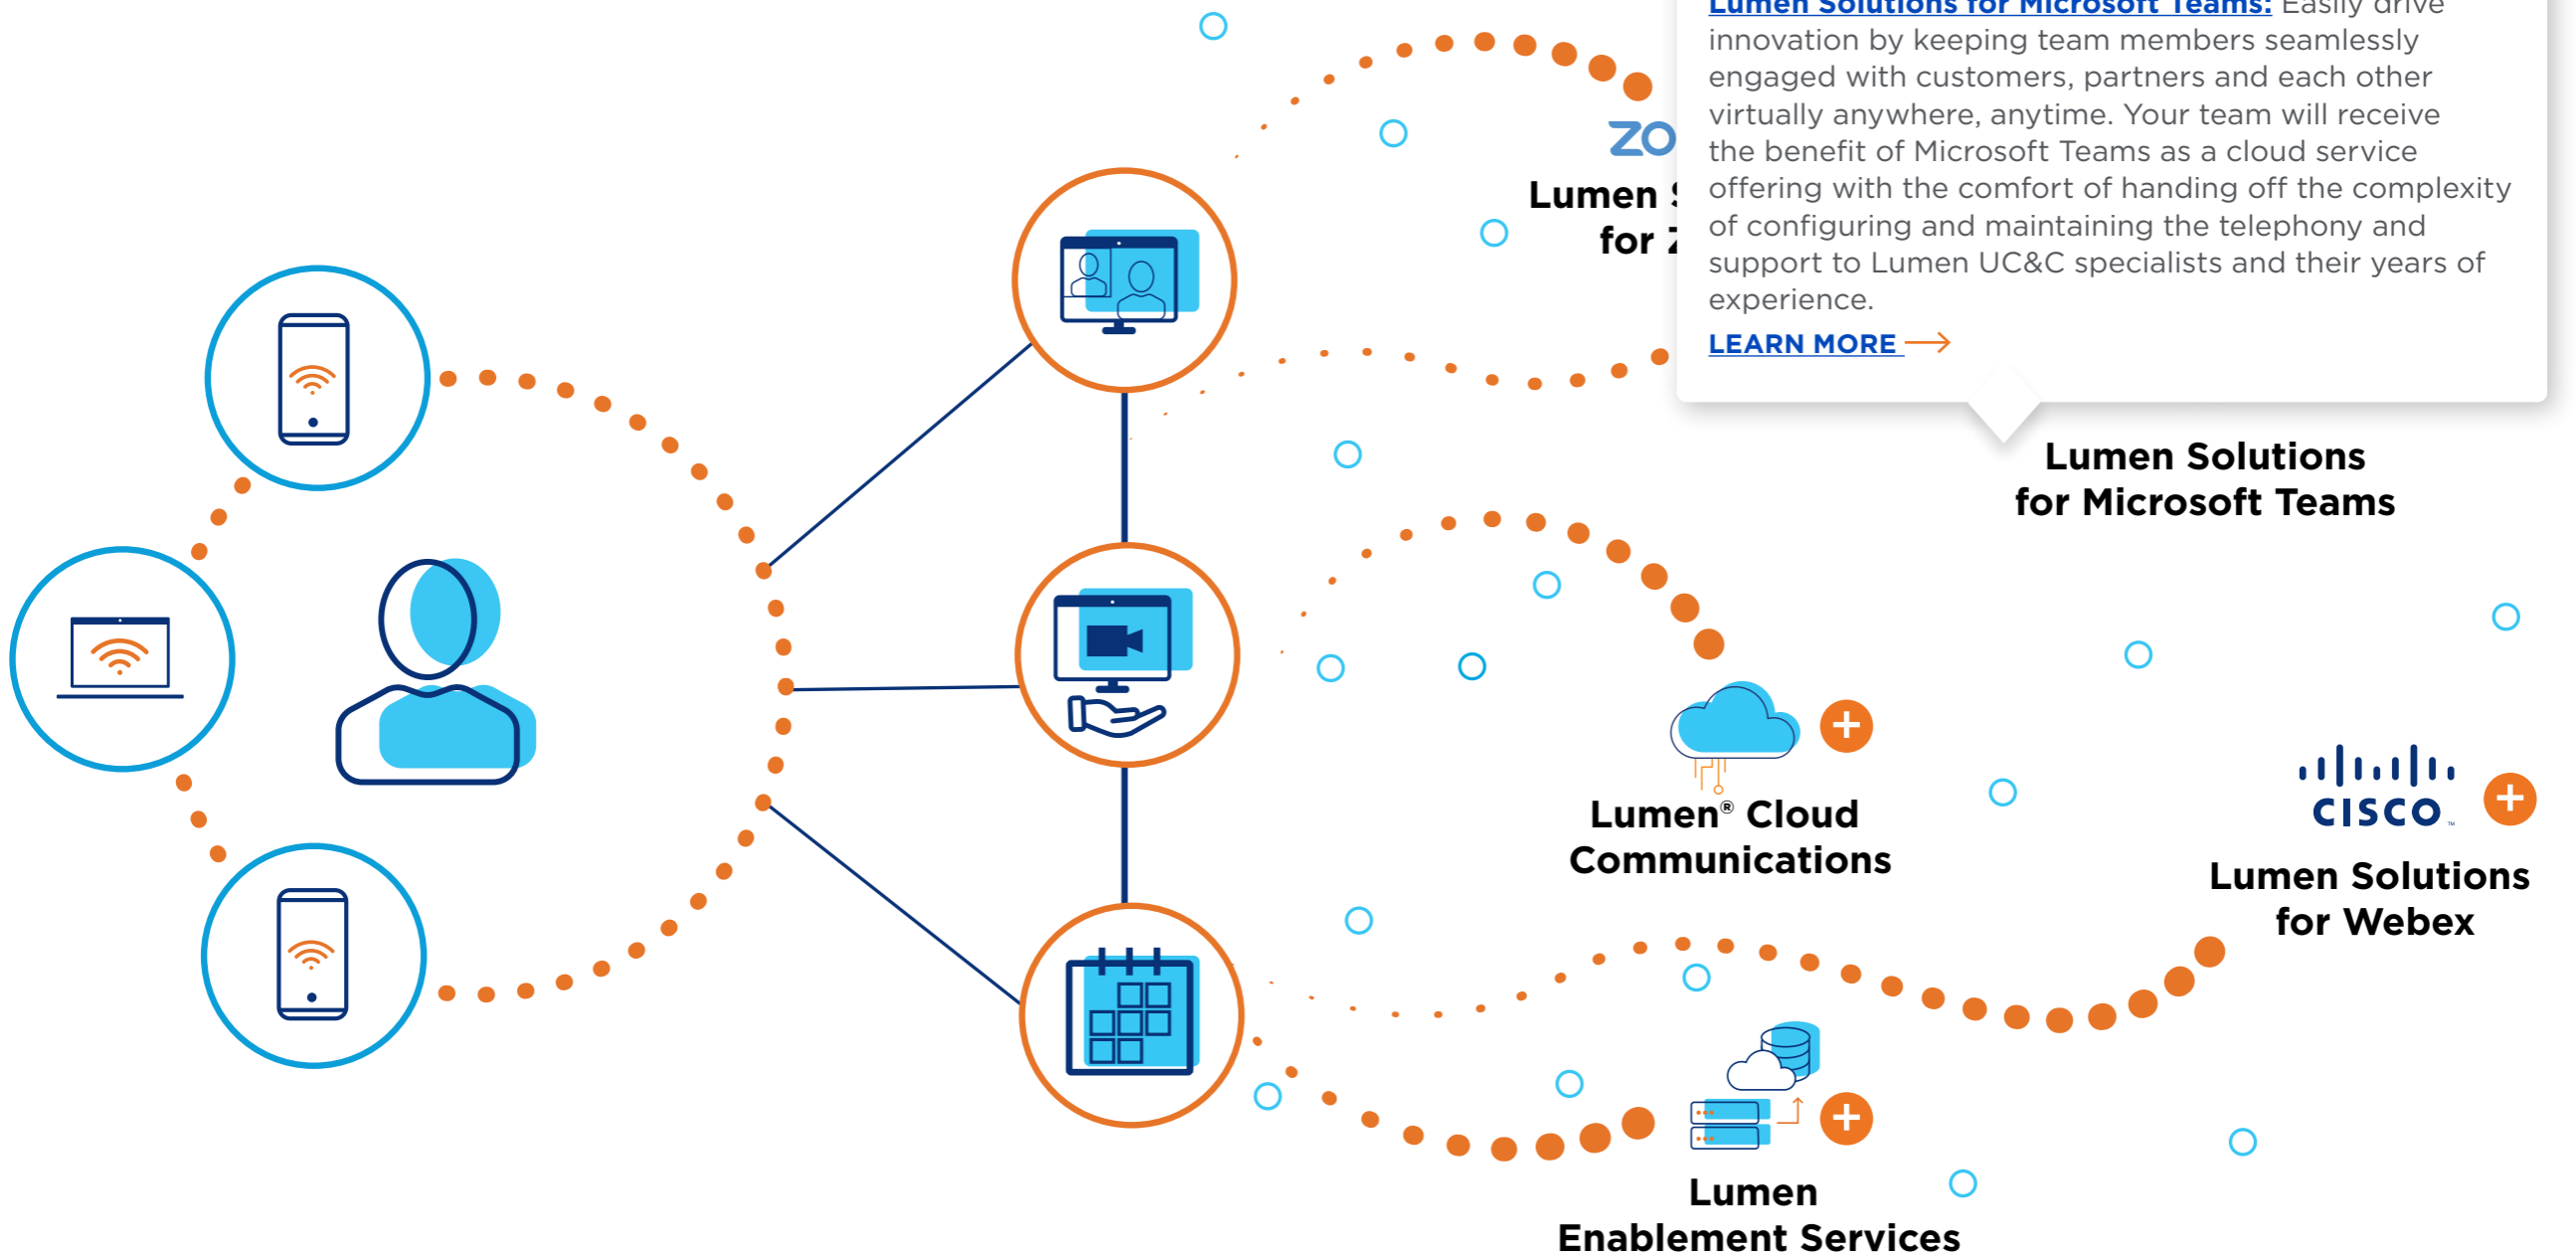 Lumen Solutions for Microsoft Teams: Easily drive
innovation by keeping team members seamlessly
engaged with customers, partners and each other
virtually anywhere, anytime. Your team will receive
the benefit of Microsoft Teams as a cloud service
offering with the comfort of handing off the complexity
of configuring and maintaining the telephony and
support to Lumen UC&C specialists and their years of
experience.
LEARN MORE
ZO
Lumen
for
Lumen Solutions
for Microsoft Teams
Lumen® Cloud
Communications
CISCO™
Lumen Solutions
for Webex
Lumen
Enablement Services